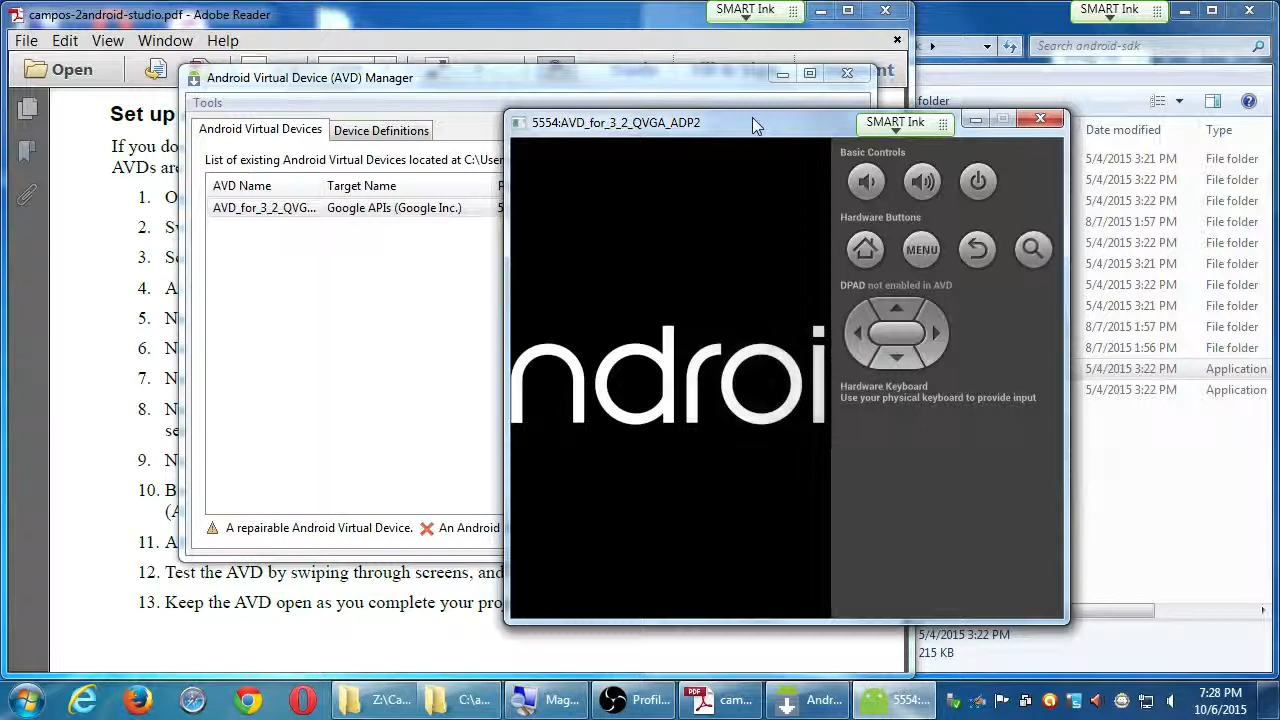 campos-2android-studio.pdf - Adobe Reader
SMART Ink
SMART Ink
File Edit View Window Help
Search android-sdk
Open
Android Virtual Device (AVD) Manager
Tools
folder
Android Virtual Devices
Device Definitions
Date modified
Type
Set up
If you do
AVDs are
List of existing Android Virtual Devices located at C:\User
AVD Name
Target Name
AVD_for_3_2_QVG...
Google APIs (Google Inc.)
5
1. O
2. Sw
3. Se
4. A
5. N
6. N
7. N
8. N
se
9. N
10. B
(A
11. A
12. Test the AVD by swiping through screens, and
13. Keep the AVD open as you complete your pro
A repairable Android Virtual Device.
An Android
5554:AVD_for_3_2_QVGA_ADP2
SMART Ink
ndroi
Basic Controls
Hardware Buttons
MENU
DPAD not enabled in AVD
Hardware Keyboard
Use your physical keyboard to provide input
5/4/2015 3:21 PM File folder
5/4/2015 3:22 PM File folder
5/4/2015 3:22 PM File folder
8/7/2015 1:57 PM File folder
5/4/2015 3:22 PM File folder
5/4/2015 3:21 PM File folder
5/4/2015 3:22 PM File folder
5/4/2015 3:21 PM File folder
8/7/2015 1:57 PM File folder
8/7/2015 1:56 PM File folder
5/4/2015 3:22 PM Application
5/4/2015 3:22 PM Application
5/4/2015 3:22 PM
215 KB
Z:\Ca...
C:\a...
Mag...
Profil...
PDF
cam...
Andr...
5554:...
7:28 PM
10/6/2015